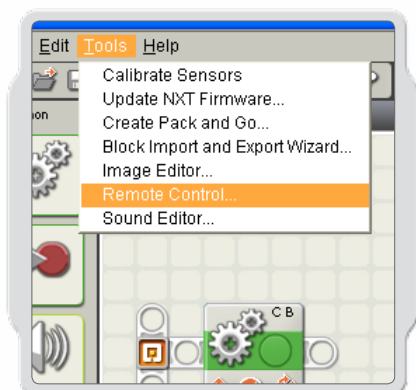 Edit Tools Help
Calibrate Sensors
Update NXT Firmware...
Create Pack and Go...
Block Import and Export Wizard...
Image Editor...
Remote Control...
Sound Editor...
C B